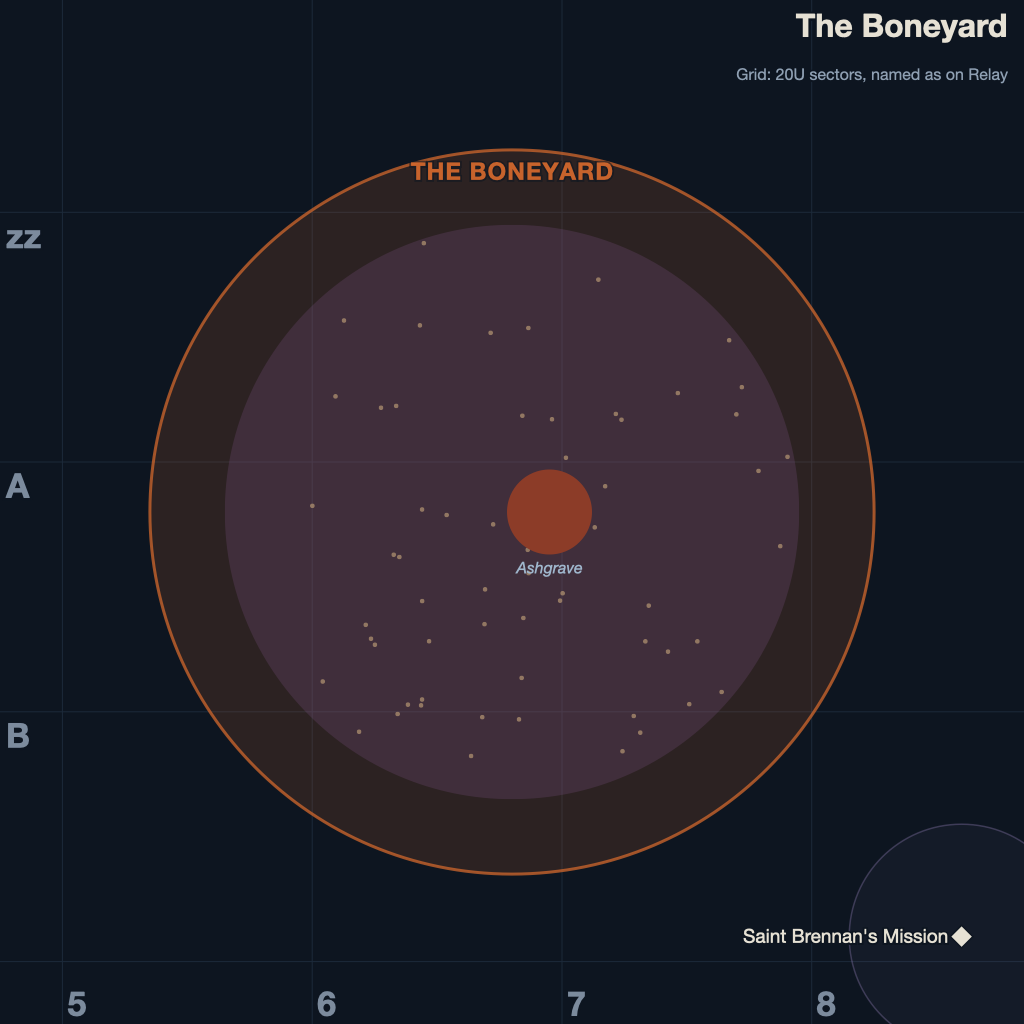 The Boneyard
Grid: 20U sectors, named as on Relay
THE BONEYARD
zz
A
Ashgrave
B
Saint Brennan's Mission
5
6
7
8